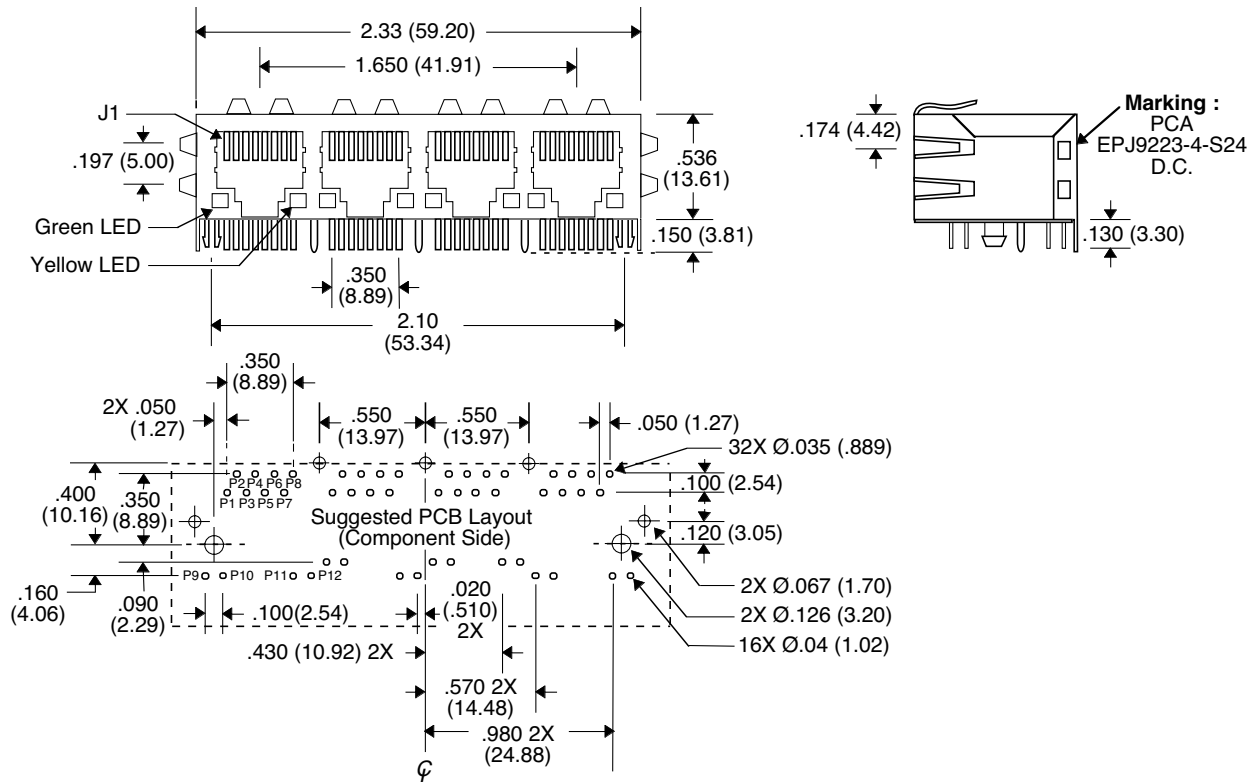 2.33 (59.20)
1.650 (41.91)
J1
.197 (5.00)
Green LED
Yellow LED
.536
(13.61)
.150 (3.81)
.350
(8.89)
2.10
(53.34)
.174 (4.42)
Marking :
PCA
EPJ9223-4-S24
D.C.
.130 (3.30)
.350
(8.89)
2X .050
(1.27)
.550
(13.97)
.550
(13.97)
.050 (1.27)
32X Ø.035 (.889)
.400
(10.16)
.350
(8.89)
P2 P4 P6 P8
P1 P3 P5 P7
.100 (2.54)
Suggested PCB Layout
(Component Side)
.120 (3.05)
P9 P10 P11 P12
.160
(4.06)
.090
(2.29)
.100(2.54)
.020
(.510)
2X
2X Ø.067 (1.70)
2X Ø.126 (3.20)
16X Ø.04 (1.02)
.430 (10.92) 2X
.570 2X
(14.48)
.980 2X
(24.88)